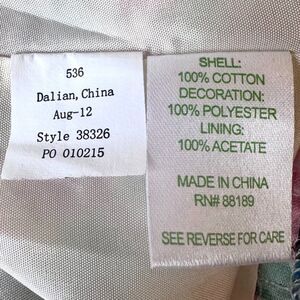 536
Dalian, China
Aug-12
Style 38326
PO 010215
SHELL:
100% COTTON
DECORATION:
100% POLYESTER
LINING:
100% ACETATE
MADE IN CHINA
RN# 88189
SEE REVERSE FOR CARE